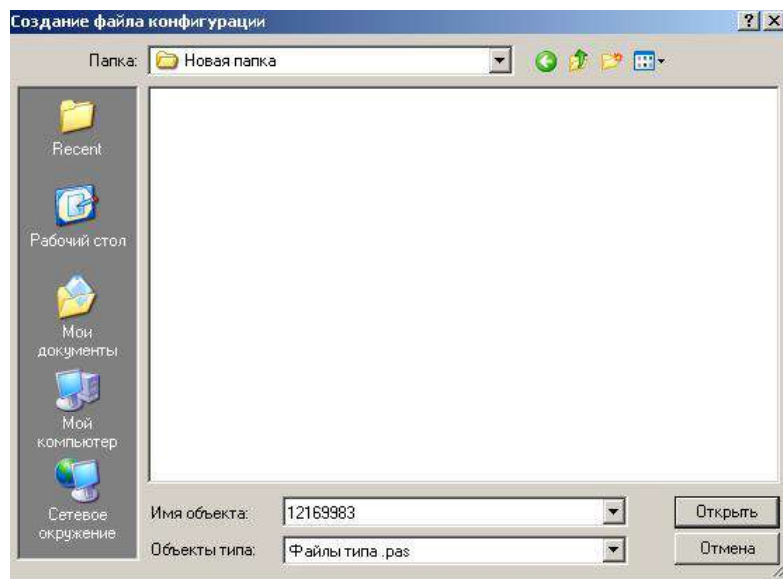 Создание файла конфигурации
Папка: Новая папка
Recent
Рабочий стол
Мои
документы
Мой
компьютер
Сетевое
окружение
Имя объекта: 12169983 Открыть
Объекты типа: Файлы типа .pas Отмена